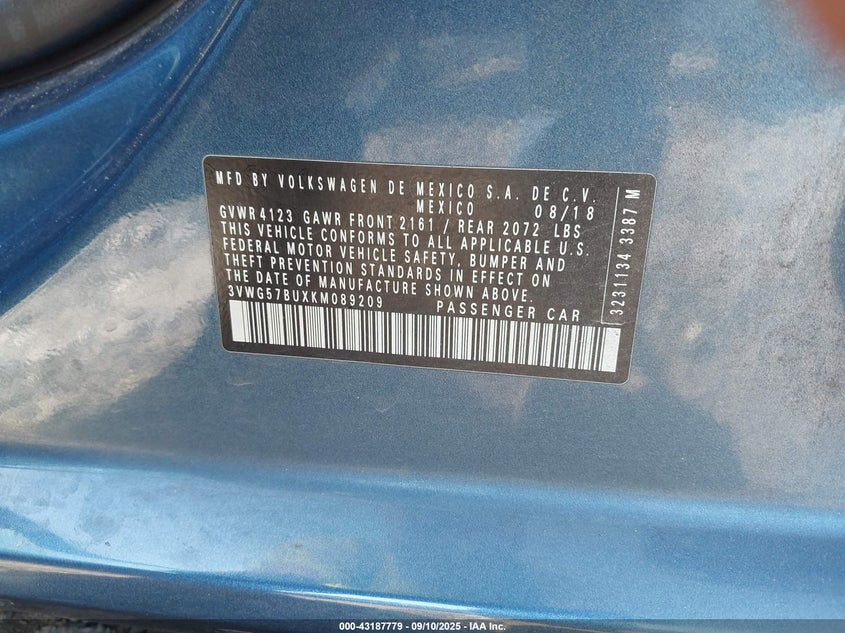 MFD BY VOLKSWAGEN DE MEXICO S.A. DE C.V.
MEXICO 08/18
GVWR 4123 GAWR FRONT 2161 / REAR 2072 LBS
THIS VEHICLE CONFORMS TO ALL APPLICABLE U.S.
FEDERAL MOTOR VEHICLE SAFETY, BUMPER AND
THEFT PREVENTION STANDARDS IN EFFECT ON
THE DATE OF MANUFACTURE SHOWN ABOVE.
3VWG57BUXKM089209 PASSENGER CAR
3231134 3387 M
000-43187779 - 09/10/2025 - IAA Inc.